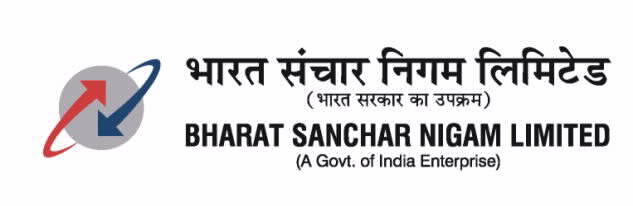 भारत संचार निगम लिमिटेड
(भारत सरकार का उपक्रम)
BHARAT SANCHAR NIGAM LIMITED
(A Govt. of India Enterprise)